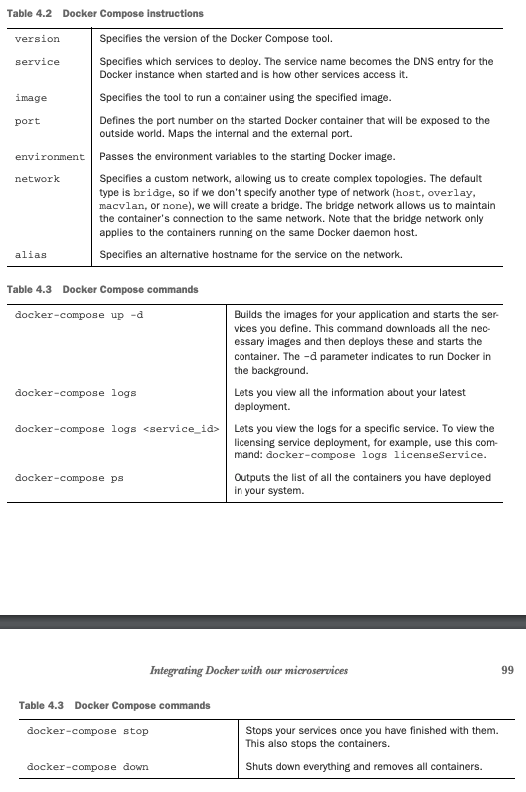 Table 4.2 Docker Compose instructions
version Specifies the version of the Docker Compose tool.
service Specifies which services to deploy. The service name becomes the DNS entry for the
Docker instance when started and is how other services access it.
image Specifies the tool to run a container using the specified image.
port Defines the port number on the started Docker container that will be exposed to the
outside world. Maps the internal and the external port.
environment Passes the environment variables to the starting Docker image.
network Specifies a custom network, allowing us to create complex topologies. The default
type is bridge, so if we don't specify another type of network (host, overlay,
macvlan, or none), we will create a bridge. The bridge network allows us to maintain
the container's connection to the same network. Note that the bridge network only
applies to the containers running on the same Docker daemon host.
alias Specifies an alternative hostname for the service on the network.
Table 4.3 Docker Compose commands
docker-compose up -d Builds the images for your application and starts the ser-
vices you define. This command downloads all the nec-
essary images and then deploys these and starts the
container. The -d parameter indicates to run Docker in
the background.
docker-compose logs Lets you view all the information about your latest
deployment.
docker-compose logs <service_id> Lets you view the logs for a specific service. To view the
licensing service deployment, for example, use this com-
mand: docker-compose logs licenseService.
docker-compose ps Outputs the list of all the containers you have deployed
in your system.
Integrating Docker with our microservices 99
Table 4.3 Docker Compose commands
docker-compose stop Stops your services once you have finished with them.
This also stops the containers.
docker-compose down Shuts down everything and removes all containers.